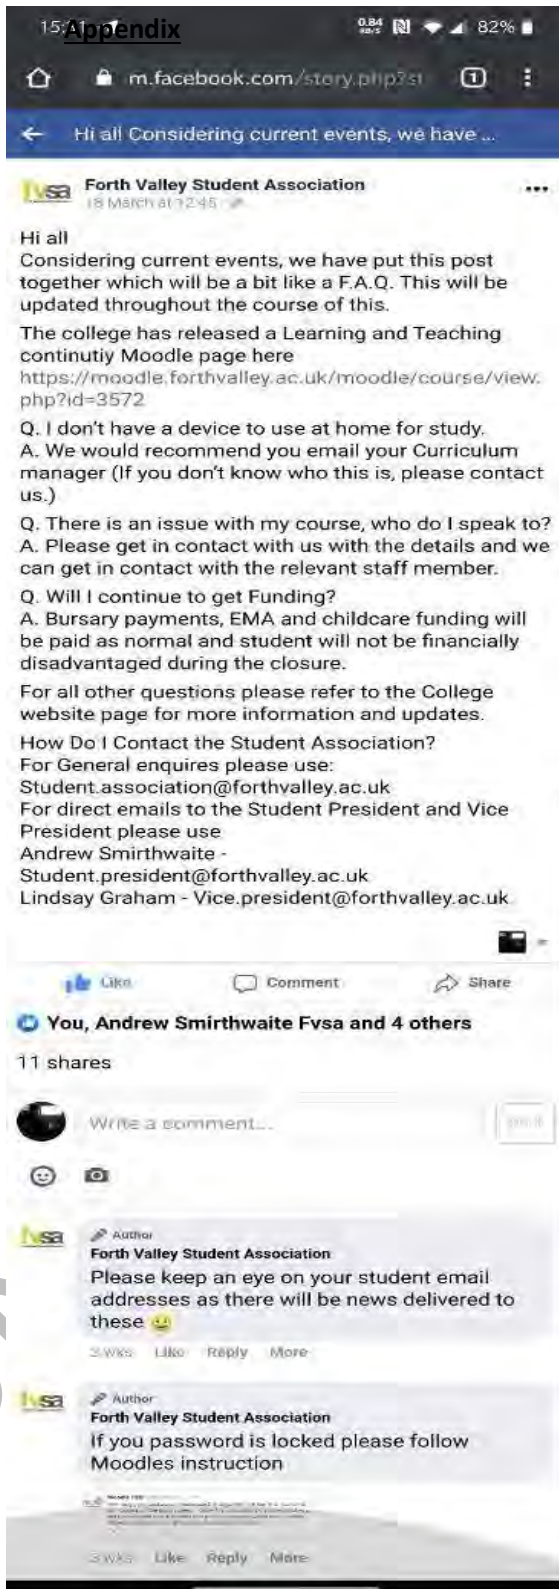 Appendix
82%
m.facebook.com/story.php?st
1
Hi all Considering current events, we have ...
fvsa
Forth Valley Student Association
18 March at 12:45
Hi all
Considering current events, we have put this post
together which will be a bit like a F.A.Q. This will be
updated throughout the course of this.
The college has released a Learning and Teaching
continutiy Moodle page here
https://moodle.forthvalley.ac.uk/moodle/course/view.
php?id=3572
Q. I don't have a device to use at home for study.
A. We would recommend you email your Curriculum
manager (If you don't know who this is, please contact
us.)
Q. There is an issue with my course, who do I speak to?
A. Please get in contact with us with the details and we
can get in contact with the relevant staff member.
Q. Will I continue to get Funding?
A. Bursary payments, EMA and childcare funding will
be paid as normal and student will not be financially
disadvantaged during the closure.
For all other questions please refer to the College
website page for more information and updates.
How Do I Contact the Student Association?
For General enquires please use:
Student.association@forthvalley.ac.uk
For direct emails to the Student President and Vice
President please use
Andrew Smirthwaite -
Student.president@forthvalley.ac.uk
Lindsay Graham - Vice.president@forthvalley.ac.uk
Like Comment Share
You, Andrew Smirthwaite Fvsa and 4 others
11 shares
Write a comment...
fvsa
Author
Forth Valley Student Association
Please keep an eye on your student email
addresses as there will be news delivered to
these 🙂
3 wks Like Reply More
fvsa
Author
Forth Valley Student Association
If you password is locked please follow
Moodles instruction
3 wks Like Reply More